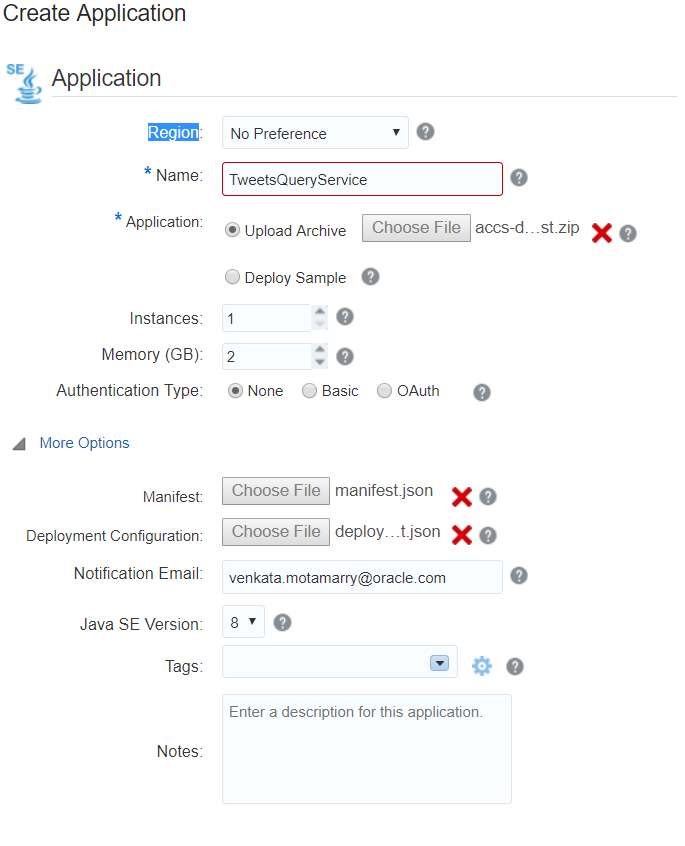 Create Application
SE
Application
Region: No Preference ?
* Name: TweetsQueryService ?
* Application: Upload Archive Choose File accs-d...st.zip ?
Deploy Sample ?
Instances: 1 ?
Memory (GB): 2 ?
Authentication Type: None Basic OAuth ?
More Options
Manifest: Choose File manifest.json ?
Deployment Configuration: Choose File deploy...t.json ?
Notification Email: venkata.motamarry@oracle.com ?
Java SE Version: 8 ?
Tags: ?
Enter a description for this application.
Notes: